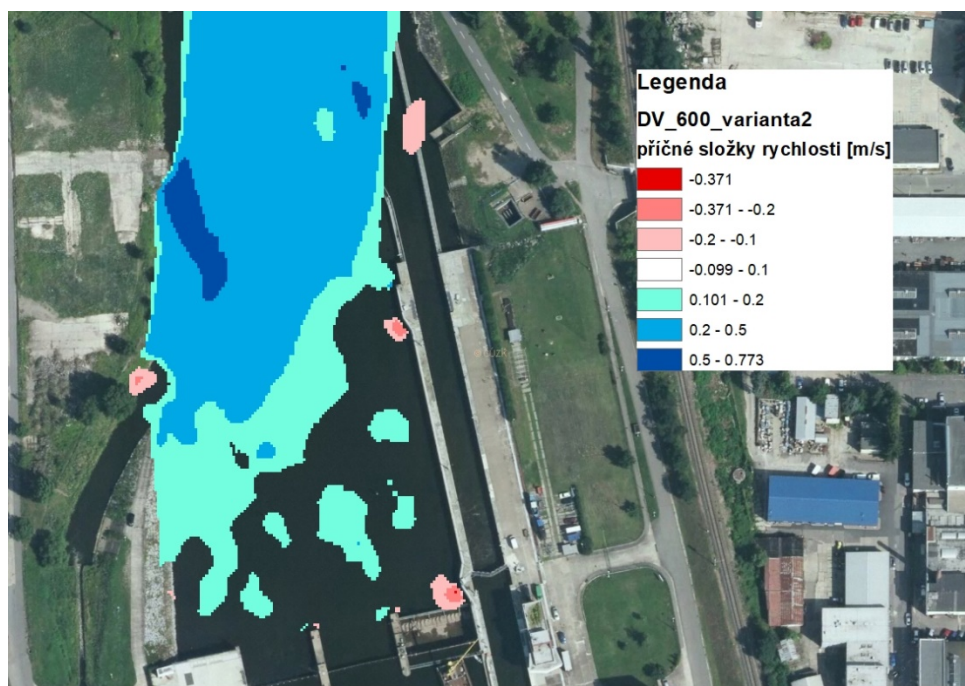 Legenda
DV_600_varianta2
příčné složky rychlosti [m/s]
-0.371
-0.371 - -0.2
-0.2 - -0.1
-0.099 - 0.1
0.101 - 0.2
0.2 - 0.5
0.5 - 0.773